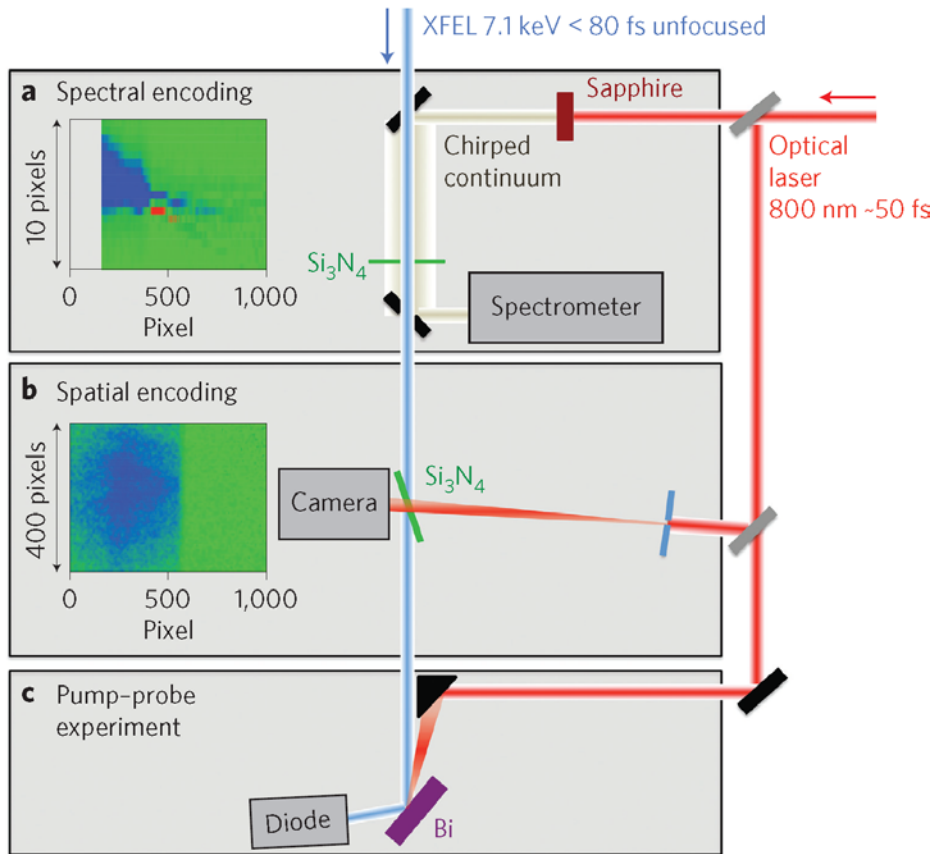 XFEL 7.1 keV < 80 fs unfocused
a Spectral encoding
10 pixels
0 500 1,000
Pixel
Sapphire
Chirped
continuum
Optical
laser
800 nm ~50 fs
Si₃N₄
Spectrometer
b Spatial encoding
400 pixels
0 500 1,000
Pixel
Camera
Si₃N₄
c Pump–probe
experiment
Diode
Bi